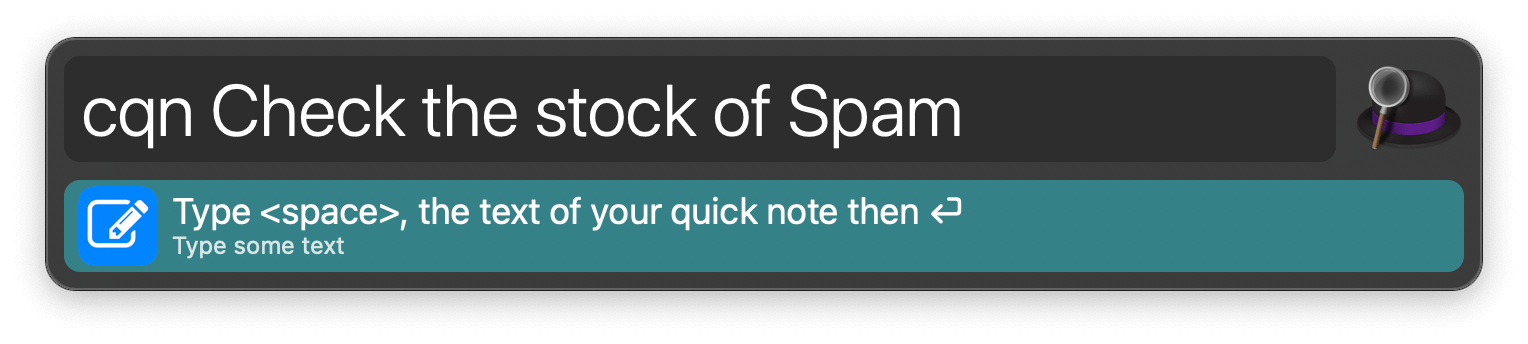 cqn Check the stock of Spam
Type <space>, the text of your quick note then ↩
Type some text